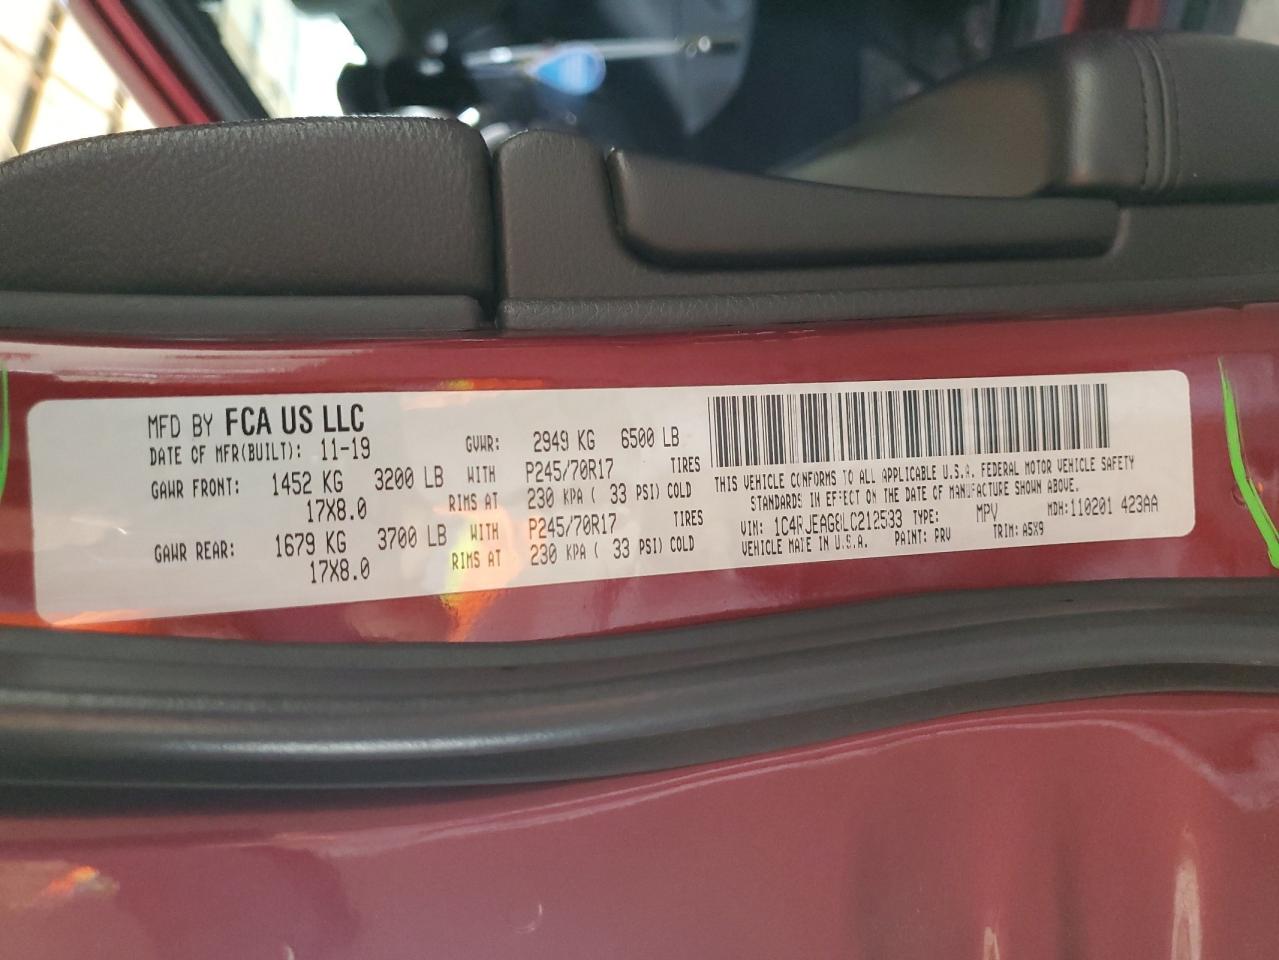 MFD BY FCA US LLC
DATE OF MFR(BUILT): 11-19 GVWR: 2949 KG 6500 LB
GAWR FRONT: 1452 KG 3200 LB WITH P245/70R17 TIRES
17X8.0 RIMS AT 230 KPA ( 33 PSI) COLD
GAWR REAR: 1679 KG 3700 LB WITH P245/70R17 TIRES
17X8.0 RIMS AT 230 KPA ( 33 PSI) COLD
THIS VEHICLE CONFORMS TO ALL APPLICABLE U.S.A. FEDERAL MOTOR VEHICLE SAFETY
STANDARDS IN EFFECT ON THE DATE OF MANUFACTURE SHOWN ABOVE.
VIN: 1C4RJEAG8LC212533 TYPE: MPV MDH:110201 423AA
VEHICLE MADE IN U.S.A. PAINT: PRV TRIM: A5X9